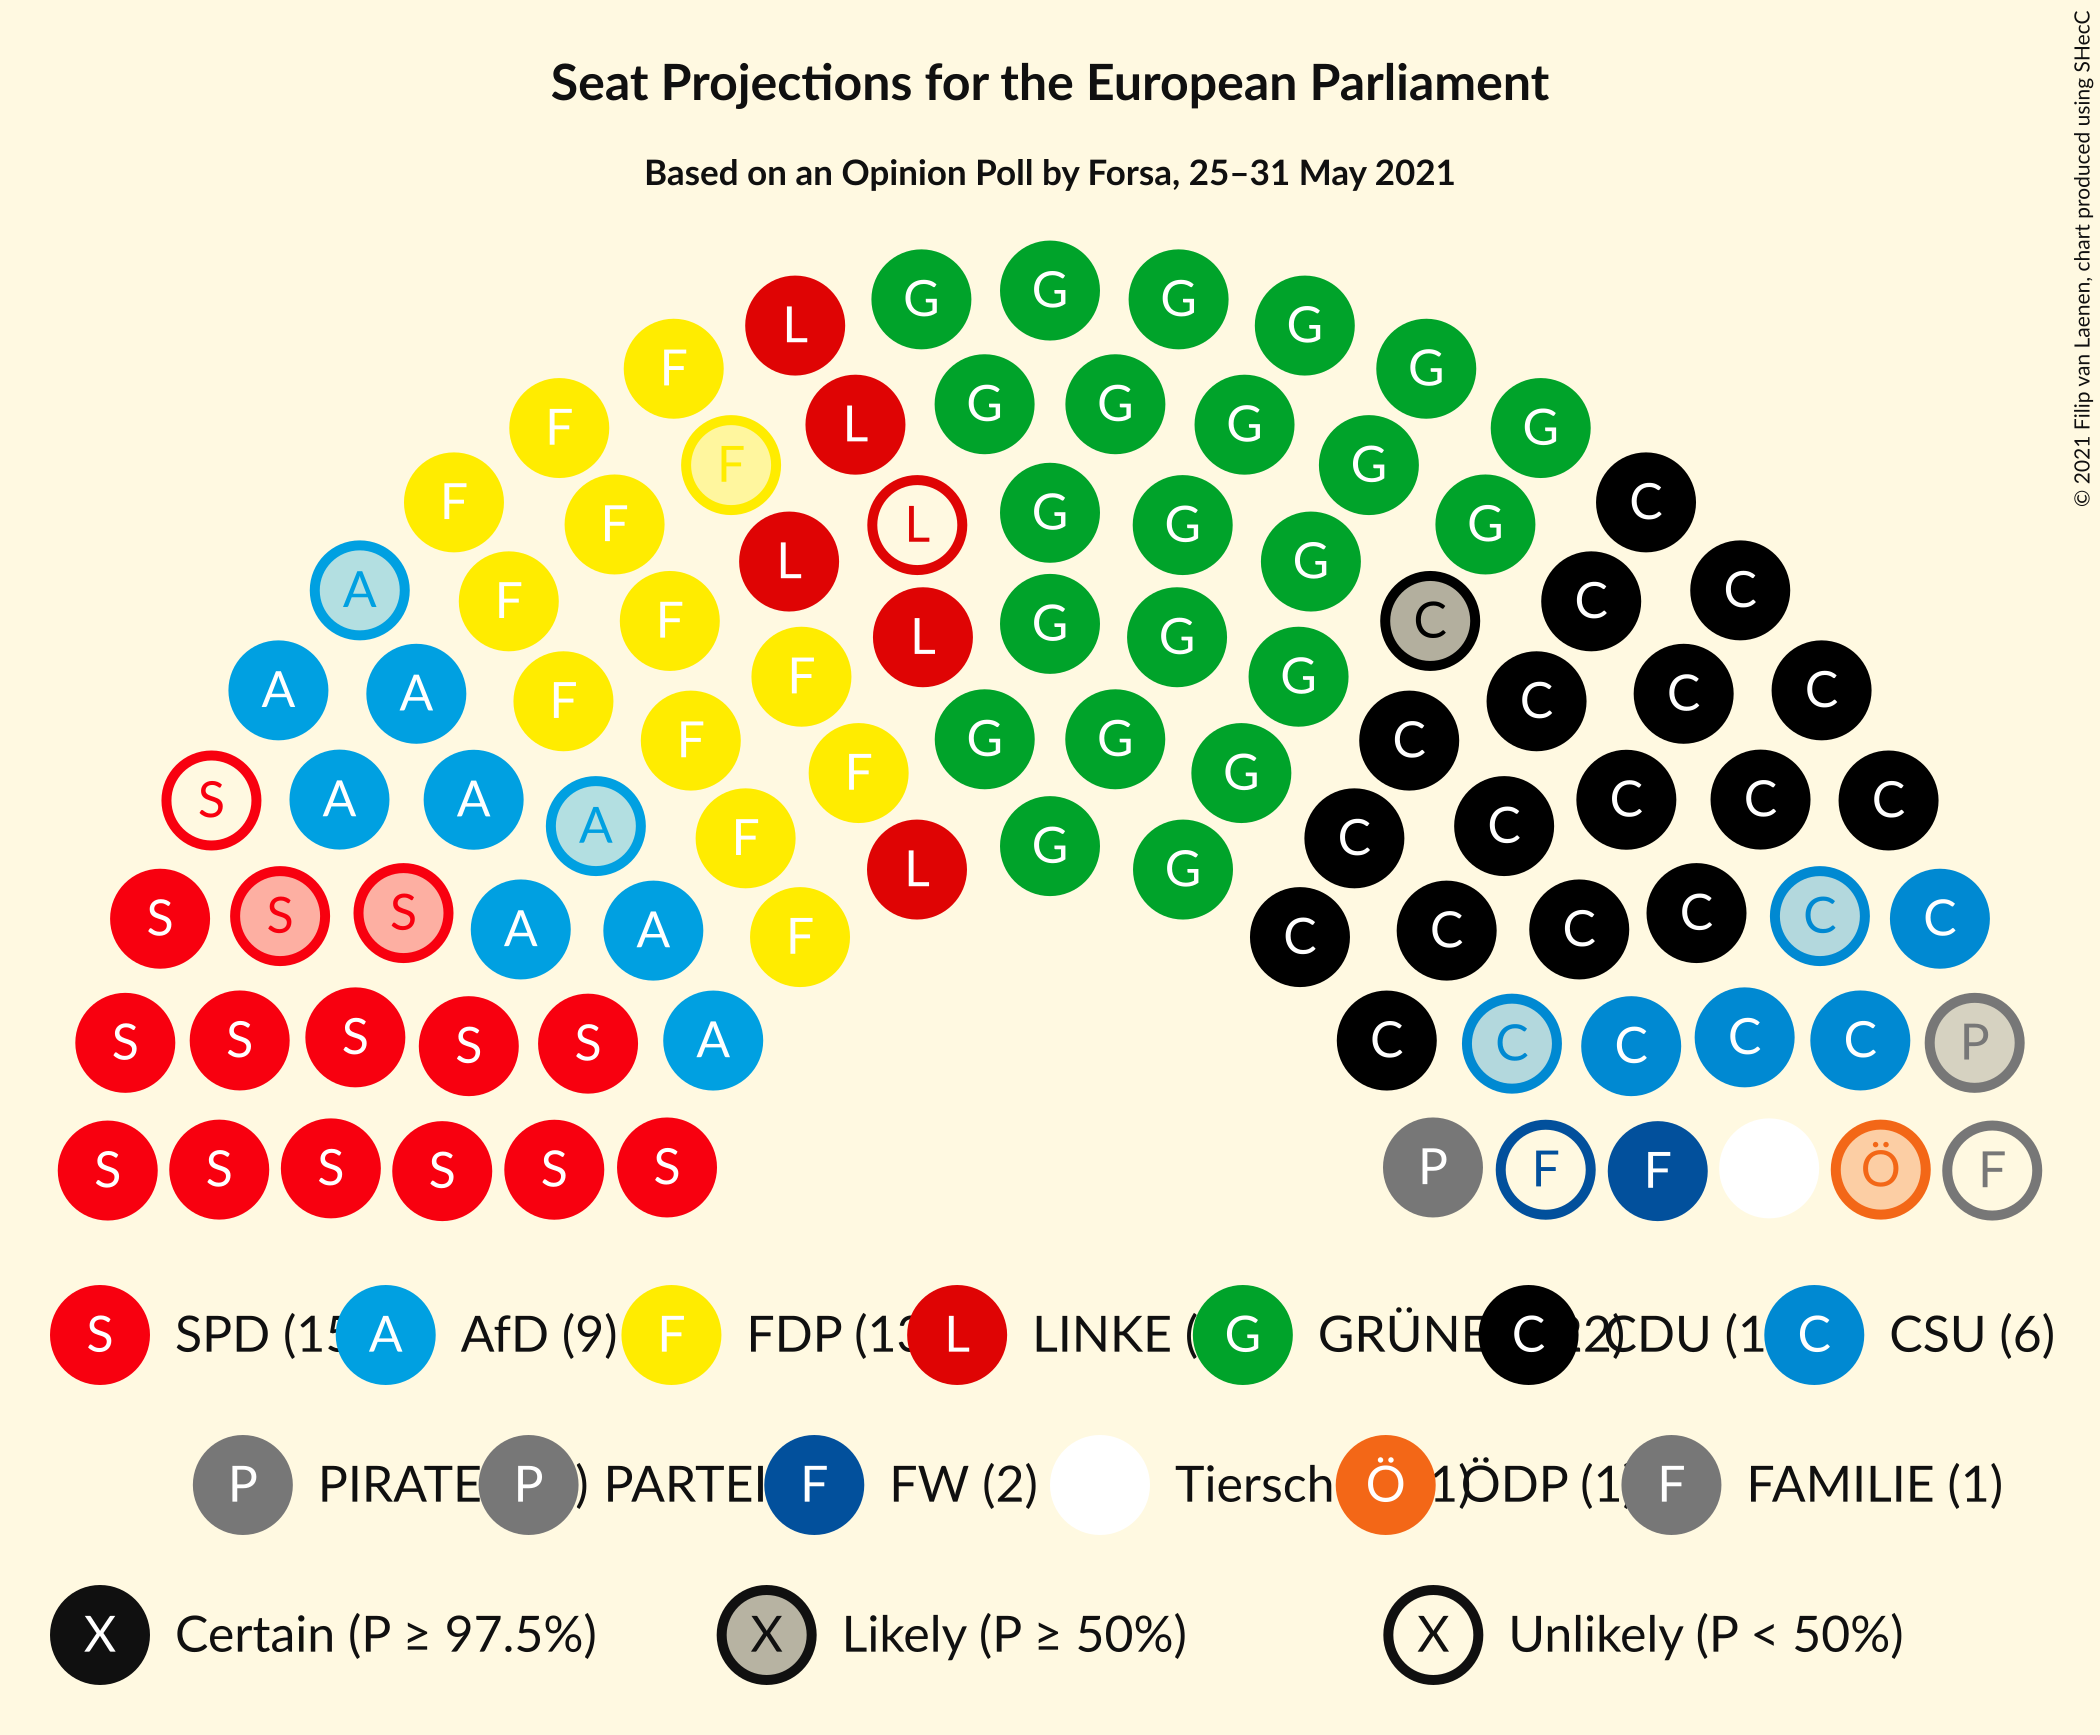 Seat Projections for the European Parliament
Based on an Opinion Poll by Forsa, 25–31 May 2021
© 2021 Filip van Laenen, chart produced using SHecC
G G G
L G
F G
F L G G G G
F F G G
F F L L G G C
A F F L G G G C C
A A F F F G C C C C
S A A A F F G G G C C C C C C
S S S A A F L G G C C C C C C
S S S S S A C C C C C P
S S S S S S P F F Ö F
S SPD (15 A AfD (9) F FDP (13 L LINKE ( G GRÜNE C 22) CDU (1 C CSU (6)
P PIRATE P ) PARTEI F FW (2) Tiersch Ö 1) ÖDP (1) F FAMILIE (1)
X Certain (P ≥ 97.5%) X Likely (P ≥ 50%) X Unlikely (P < 50%)